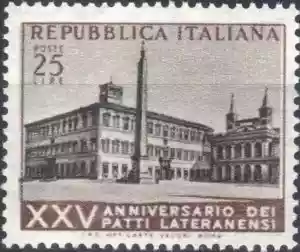 REPUBBLICA ITALIANA
POSTE
25
LIRE
XXV ANNIVERSARIO DEI
PATTI LATERANENSI